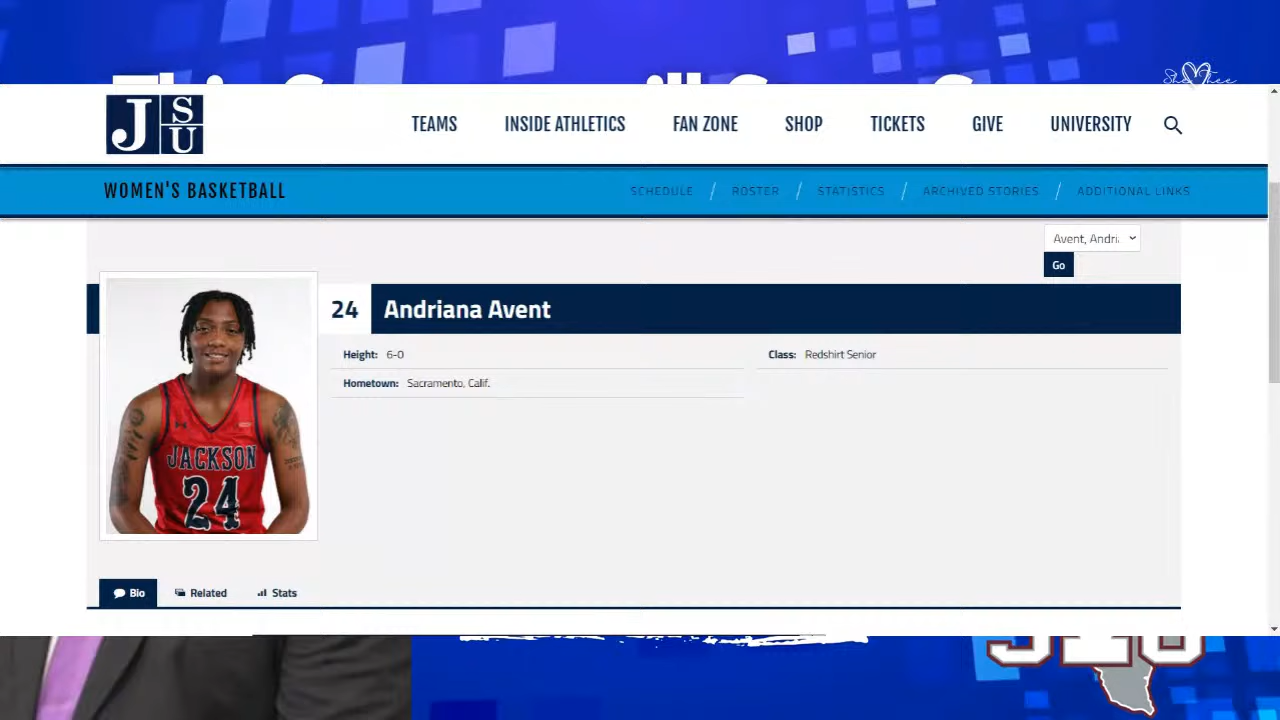 She Thee
J S U
TEAMS INSIDE ATHLETICS FAN ZONE SHOP TICKETS GIVE UNIVERSITY
WOMEN'S BASKETBALL SCHEDULE / ROSTER / STATISTICS / ARCHIVED STORIES / ADDITIONAL LINKS
Avent, Andri
Go
24 Andriana Avent
Height: 6-0 Class: Redshirt Senior
Hometown: Sacramento, Calif.
JACKSON
24
Bio Related Stats